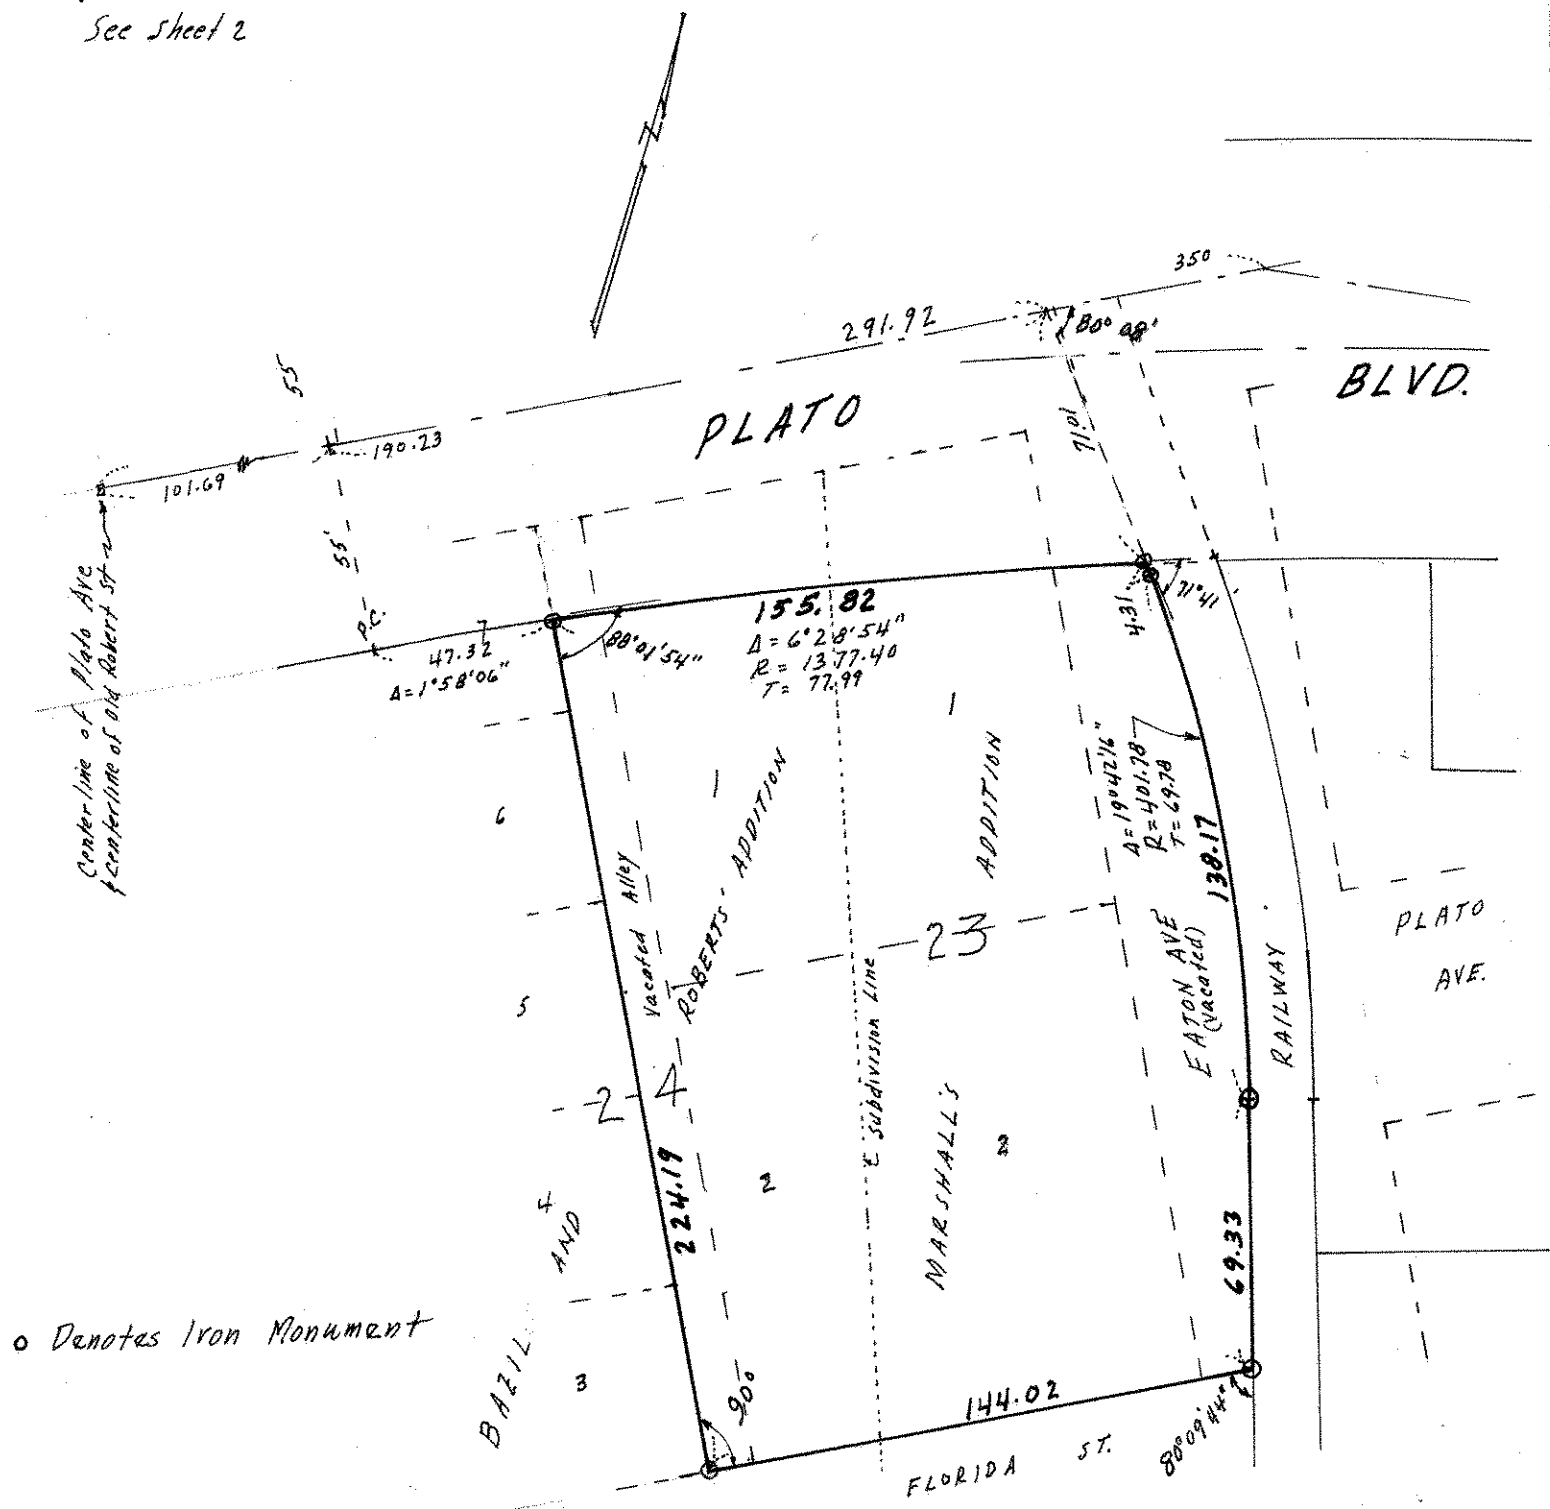 See sheet 2
N
350
291.92
80° 08'
55
PLATO
BLVD.
190.23
101.69
71.01
55'
P.C.
Centerline of Plato Ave
& centerline of old Robert St
47.32
Δ=1°58'06"
88°01'54"
155.82
Δ=6°28'54"
R=1377.40
T=77.99
4.31
71°41'
1
1
6
ADDITION
ADDITION
Δ=19°42'16"
R=401.78
T=69.78
138.17
Vacated Alley
ROBERTS'
23
5
EATON AVE
(vacated)
RAILWAY
PLATO
AVE.
Subdivision Line
24
4
224.19
2
2
MARSHALL'S
AND
69.33
o Denotes Iron Monument
BAZIL
3
90°
144.02
80°09'44"
FLORIDA ST.